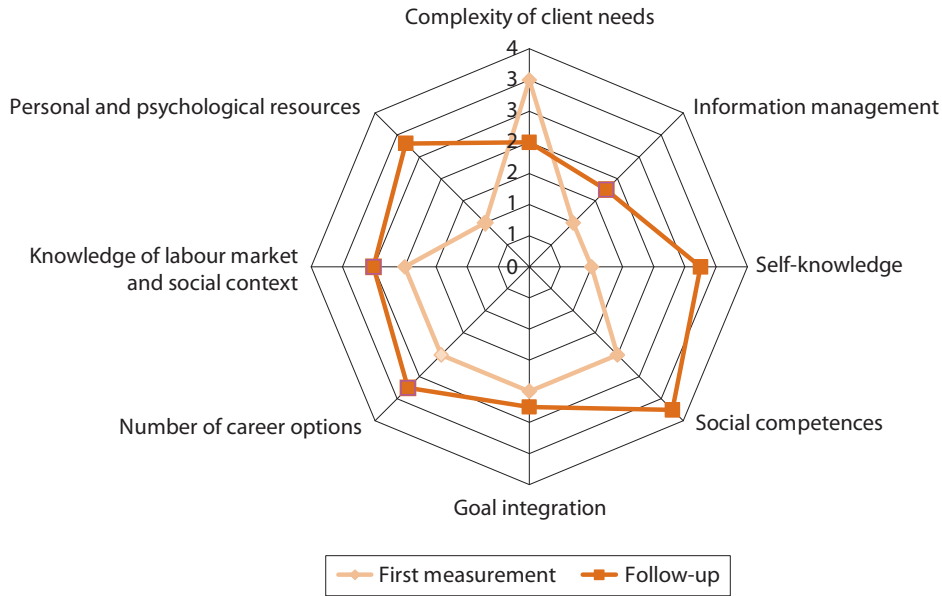 Complexity of client needs
4
3
3
2
2
1
1
0
Personal and psychological resources
Information management
Knowledge of labour market
and social context
Self-knowledge
Number of career options
Social competences
Goal integration
First measurement
Follow-up